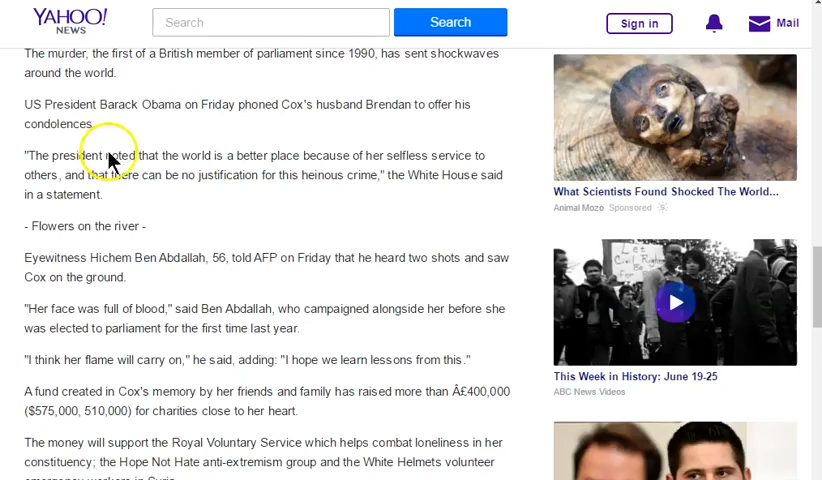 YAHOO!
NEWS
Search
Search
Sign in
Mail
The murder, the first of a British member of parliament since 1990, has sent shockwaves
around the world.
US President Barack Obama on Friday phoned Cox's husband Brendan to offer his
condolences.
"The president noted that the world is a better place because of her selfless service to
others, and that there can be no justification for this heinous crime," the White House said
in a statement.
- Flowers on the river -
Eyewitness Hichem Ben Abdallah, 56, told AFP on Friday that he heard two shots and saw
Cox on the ground.
"Her face was full of blood," said Ben Abdallah, who campaigned alongside her before she
was elected to parliament for the first time last year.
"I think her flame will carry on," he said, adding: "I hope we learn lessons from this."
A fund created in Cox's memory by her friends and family has raised more than Â£400,000
($575,000, 510,000) for charities close to her heart.
The money will support the Royal Voluntary Service which helps combat loneliness in her
constituency; the Hope Not Hate anti-extremism group and the White Helmets volunteer
emergency workers in Syria.
What Scientists Found Shocked The World...
Animal Mozo Sponsored
Let
Civil Rights
This Week in History: June 19-25
ABC News Videos